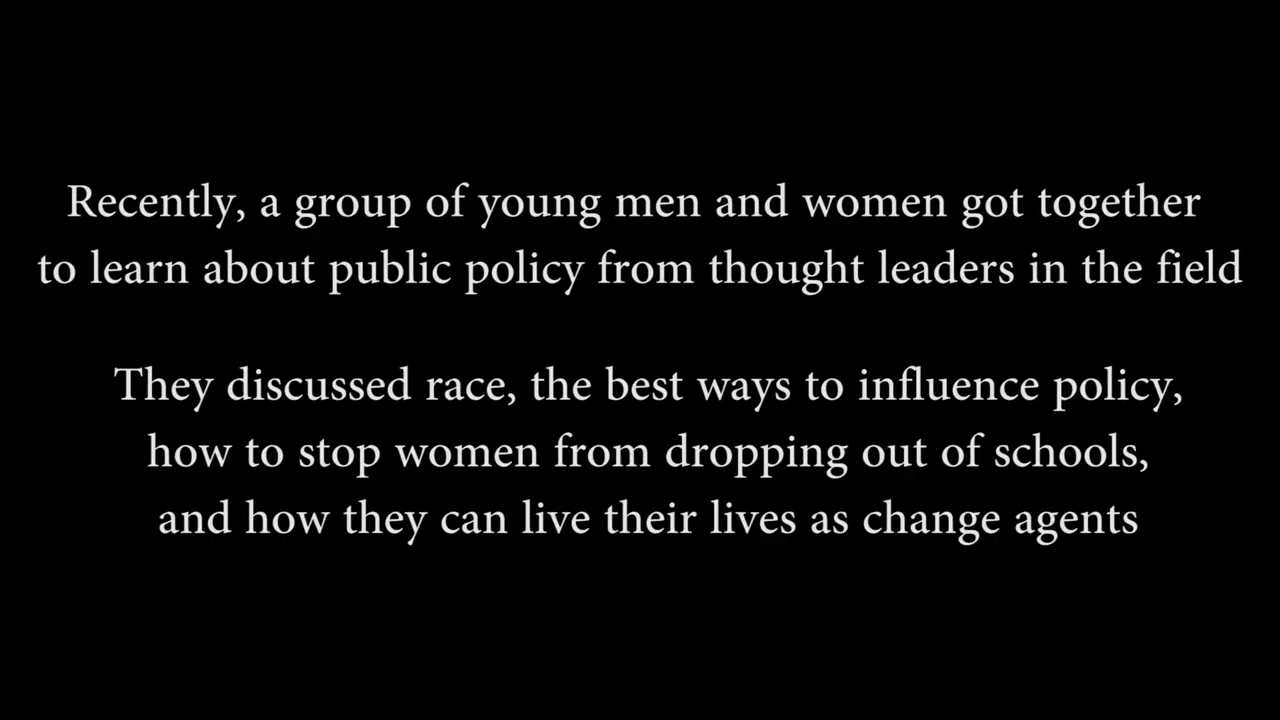 Recently, a group of young men and women got together
to learn about public policy from thought leaders in the field
They discussed race, the best ways to influence policy,
how to stop women from dropping out of schools,
and how they can live their lives as change agents